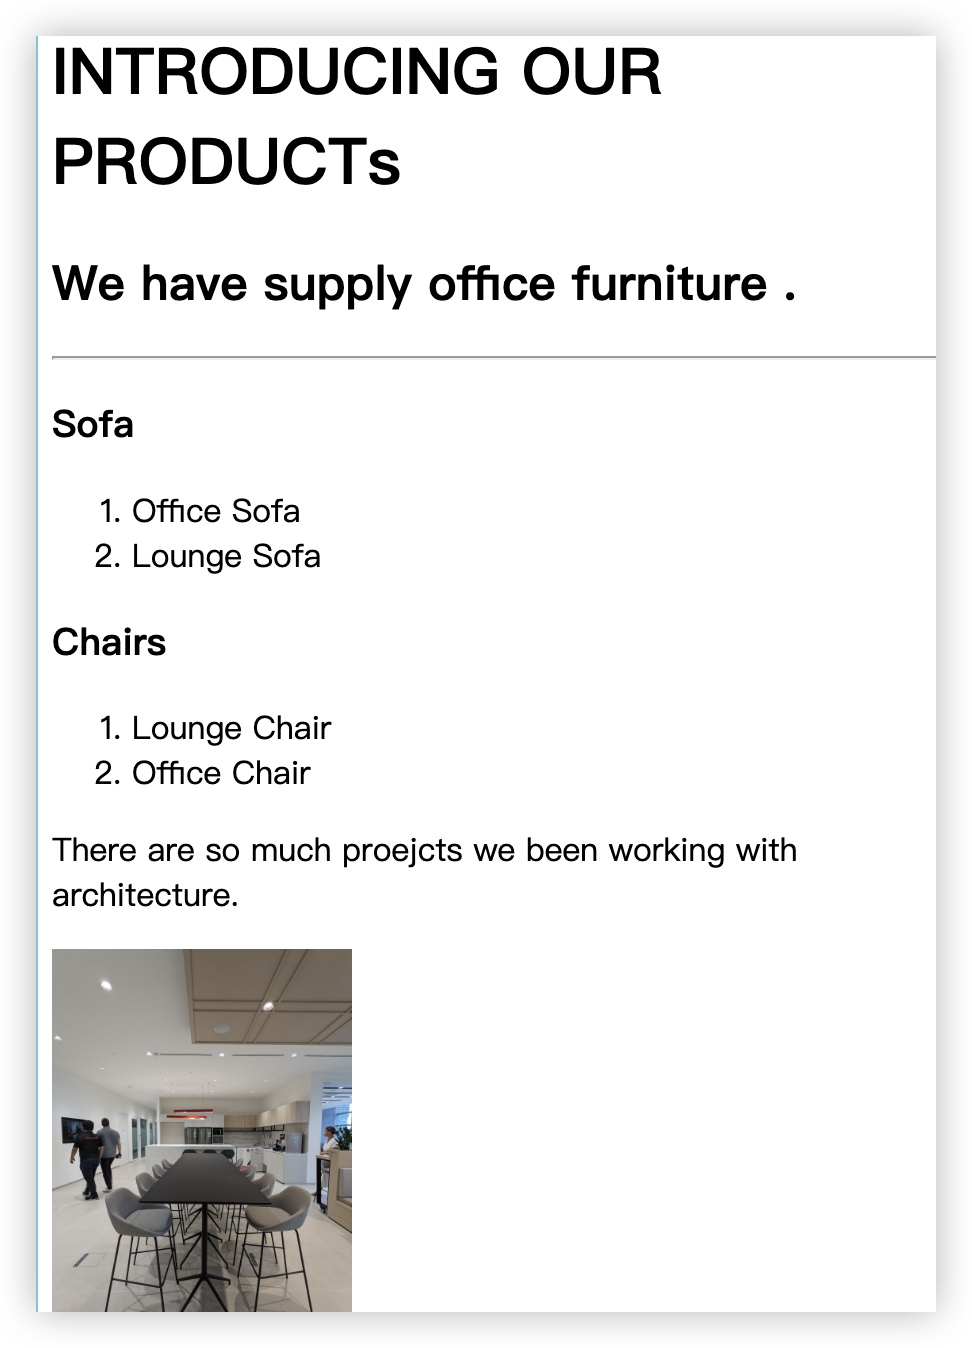 INTRODUCING OUR
PRODUCTs
We have supply office furniture .
Sofa
1. Office Sofa
2. Lounge Sofa
Chairs
1. Lounge Chair
2. Office Chair
There are so much proejcts we been working with
architecture.